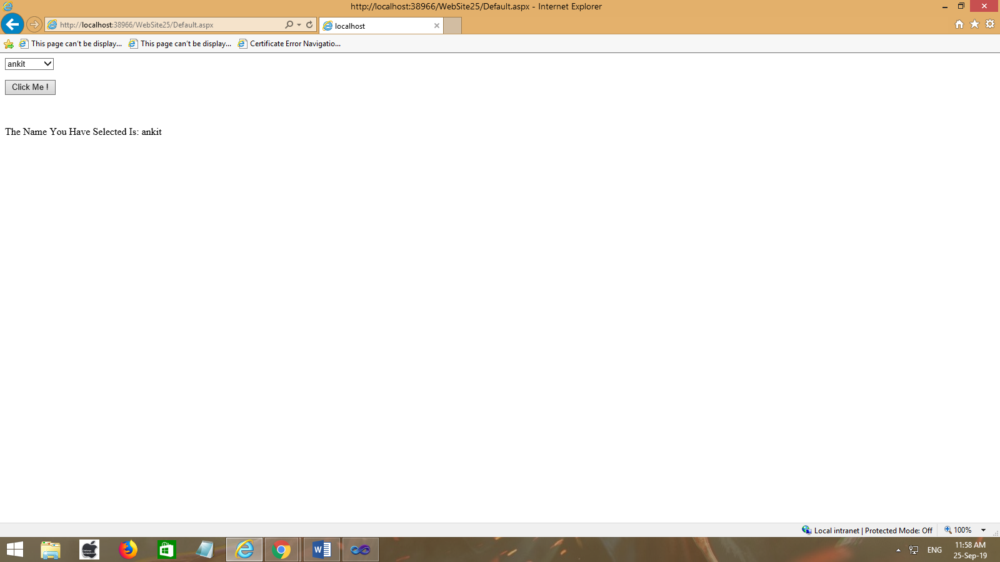 http://localhost:38966/WebSite25/Default.aspx - Internet Explorer
http://localhost:38966/WebSite25/Default.aspx
localhost
This page can't be display...
This page can't be display...
Certificate Error Navigatio...
ankit
Click Me !
The Name You Have Selected Is: ankit
Local intranet | Protected Mode: Off
100%
ENG
11:58 AM
25-Sep-19